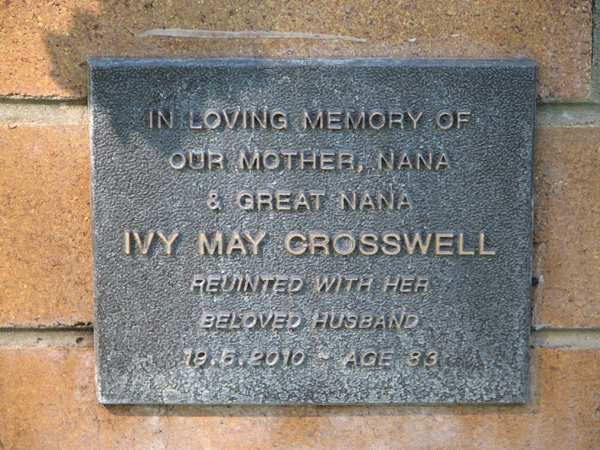 IN LOVING MEMORY OF
OUR MOTHER, NANA
& GREAT NANA
IVY MAY CROSSWELL
REUINTED WITH HER
BELOVED HUSBAND
19.5.2010 ~ AGE 93